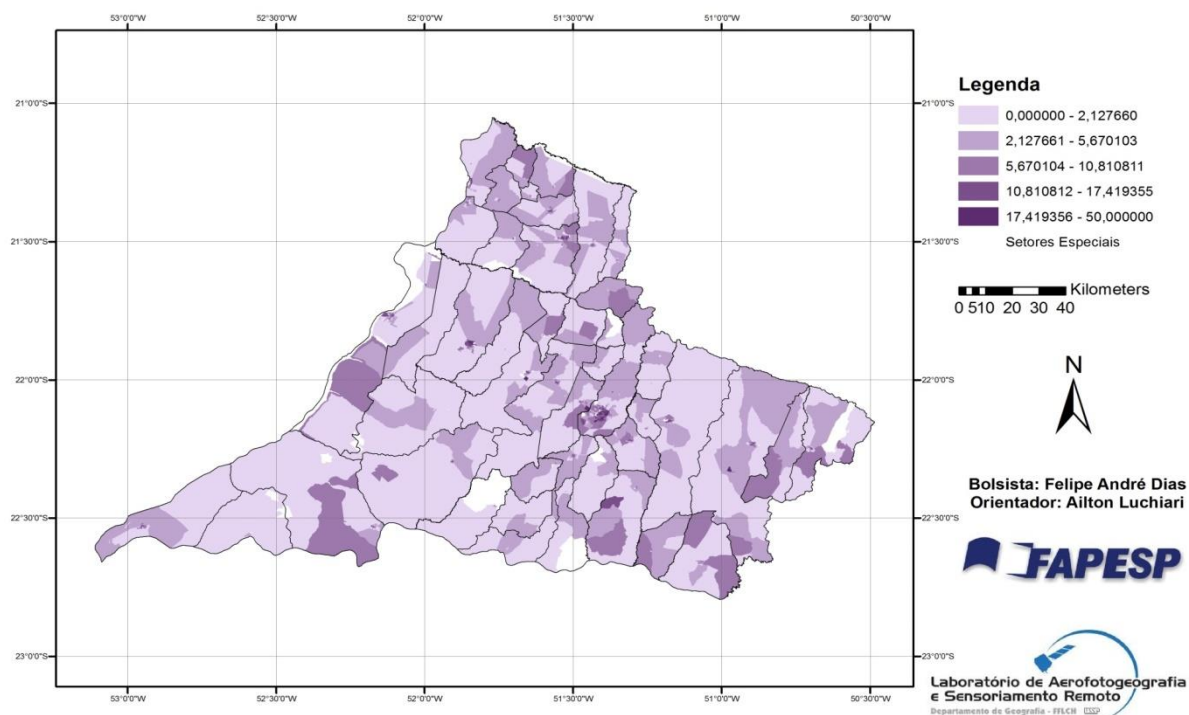 53°0'0"W 52°30'0"W 52°0'0"W 51°30'0"W 51°0'0"W 50°30'0"W
21°0'0"S 21°0'0"S
21°30'0"S 21°30'0"S
22°0'0"S 22°0'0"S
22°30'0"S 22°30'0"S
23°0'0"S 23°0'0"S
53°0'0"W 52°30'0"W 52°0'0"W 51°30'0"W 51°0'0"W 50°30'0"W
Legenda
0,000000 - 2,127660
2,127661 - 5,670103
5,670104 - 10,810811
10,810812 - 17,419355
17,419356 - 50,000000
Setores Especiais
Kilometers
0 5 10 20 30 40
N
Bolsista: Felipe André Dias
Orientador: Ailton Luchiari
FAPESP
Laboratório de Aerofotogeografia
e Sensoriamento Remoto
Departamento de Geografia - FFLCH USP